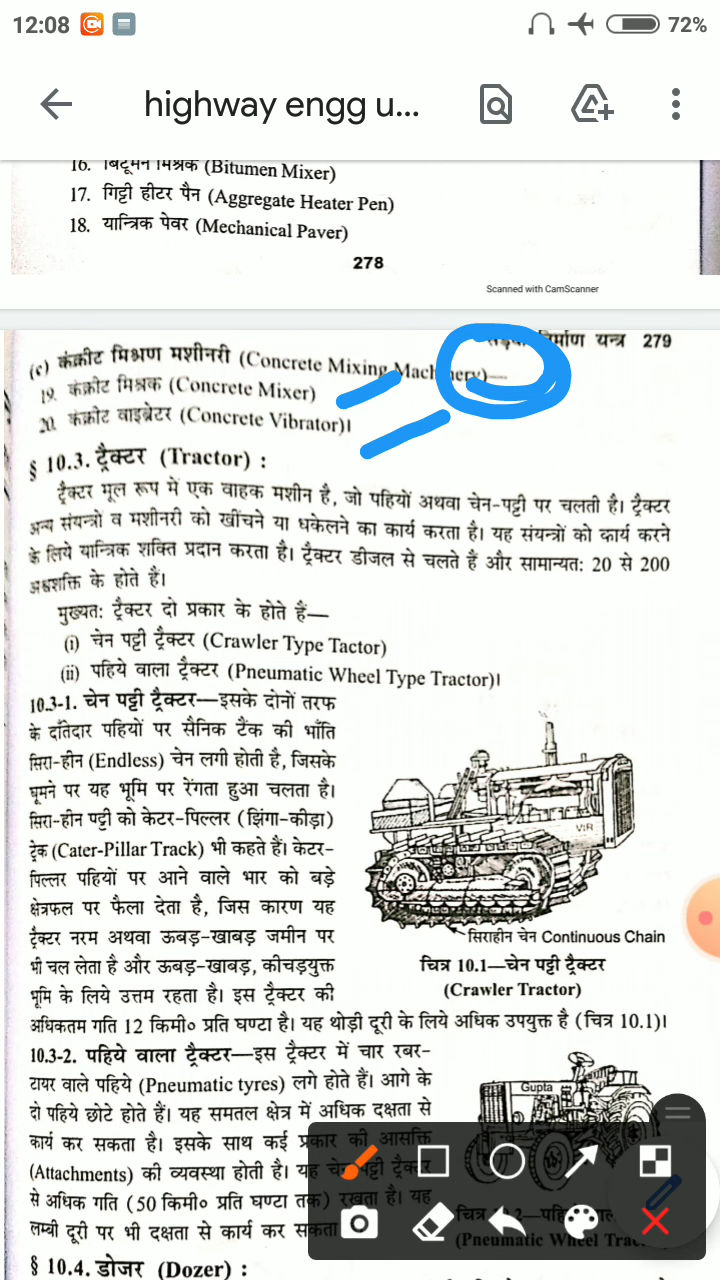 12:08
72%
highway engg u...
16. बिटूमन मिश्रक (Bitumen Mixer)
17. गिट्टी हीटर पैन (Aggregate Heater Pen)
18. यान्त्रिक पेवर (Mechanical Paver)
278
Scanned with CamScanner
निर्माण यन्त्र 279
(c) कंक्रीट मिश्रण मशीनरी (Concrete Mixing Machinery)—
19. कंक्रीट मिश्रक (Concrete Mixer)
20. कंक्रीट वाइब्रेटर (Concrete Vibrator)।
§ 10.3. ट्रैक्टर (Tractor) :
ट्रैक्टर मूल रूप में एक वाहक मशीन है, जो पहियों अथवा चेन-पट्टी पर चलती है। ट्रैक्टर
अन्य संयन्त्रों व मशीनरी को खींचने या धकेलने का कार्य करता है। यह संयन्त्रों को कार्य करने
के लिये यान्त्रिक शक्ति प्रदान करता है। ट्रैक्टर डीजल से चलते हैं और सामान्यत: 20 से 200
अश्वशक्ति के होते हैं।
मुख्यत: ट्रैक्टर दो प्रकार के होते हैं—
(i) चेन पट्टी ट्रैक्टर (Crawler Type Tactor)
(ii) पहिये वाला ट्रैक्टर (Pneumatic Wheel Type Tractor)।
10.3-1. चेन पट्टी ट्रैक्टर—इसके दोनों तरफ
के दाँतेदार पहियों पर सैनिक टैंक की भाँति
सिरा-हीन (Endless) चेन लगी होती है, जिसके
घूमने पर यह भूमि पर रेंगता हुआ चलता है।
सिरा-हीन पट्टी को केटर-पिल्लर (झिंगा-कीड़ा)
ट्रेक (Cater-Pillar Track) भी कहते हैं। केटर-
पिल्लर पहियों पर आने वाले भार को बड़े
क्षेत्रफल पर फैला देता है, जिस कारण यह
ट्रैक्टर नरम अथवा ऊबड़-खाबड़ जमीन पर
भी चल लेता है और ऊबड़-खाबड़, कीचड़युक्त
भूमि के लिये उत्तम रहता है। इस ट्रैक्टर की
VIR
सिराहीन चेन Continuous Chain
चित्र 10.1—चेन पट्टी ट्रैक्टर
(Crawler Tractor)
अधिकतम गति 12 किमी० प्रति घण्टा है। यह थोड़ी दूरी के लिये अधिक उपयुक्त है (चित्र 10.1)।
10.3-2. पहिये वाला ट्रैक्टर—इस ट्रैक्टर में चार रबर-
टायर वाले पहिये (Pneumatic tyres) लगे होते हैं। आगे के
दो पहिये छोटे होते हैं। यह समतल क्षेत्र में अधिक दक्षता से
कार्य कर सकता है। इसके साथ कई प्रकार की आसक्ति
(Attachments) की व्यवस्था होती है। यह चेन पट्टी ट्रैक्टर
से अधिक गति (50 किमी० प्रति घण्टा तक) रखता है। यह
लम्बी दूरी पर भी दक्षता से कार्य कर सकता
Gupta
(Pneumatic Wheel
§ 10.4. डोजर (Dozer) :